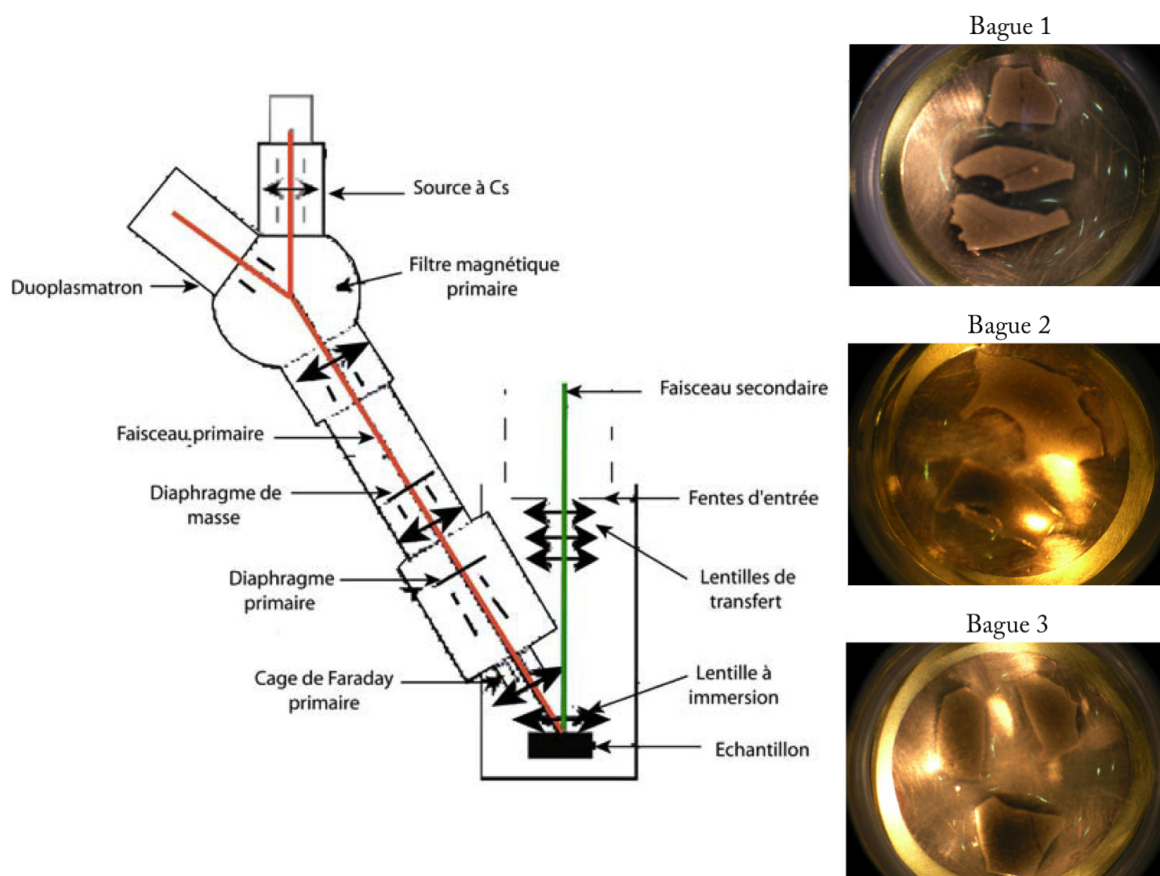 Bague 1
Source à Cs
Filtre magnétique
primaire
Duoplasmatron
Bague 2
Faisceau secondaire
Faisceau primaire
Diaphragme de
masse
Fentes d'entrée
Diaphragme
primaire
Lentilles de
transfert
Bague 3
Cage de Faraday
primaire
Lentille à
immersion
Echantillon